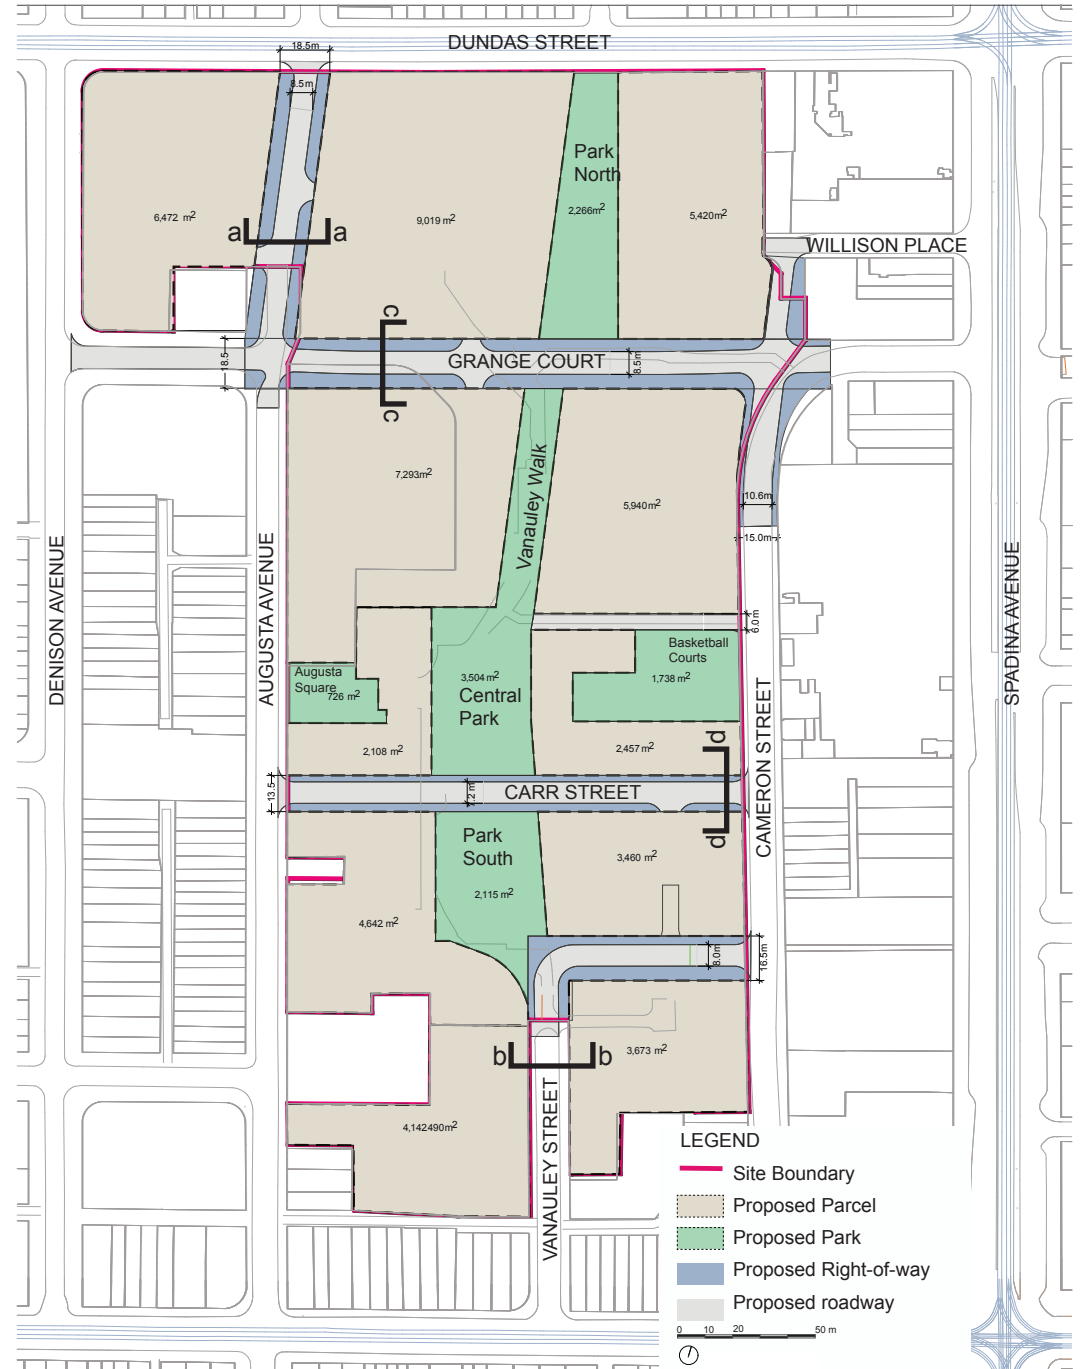 18.5m
DUNDAS STREET
8.5m
Park
North
2,266m²
6,472 m²
9,019 m²
5,420m²
a
a
WILLISON PLACE
c
18.5
GRANGE COURT
8.5m
c
7,293m²
Vanauley Walk
5,940m²
10.6m
15.0m
DENISON AVENUE
AUGUSTA AVENUE
SPADINA AVENUE
6.0m
Basketball
Courts
1,738 m²
Augusta
Square
726 m²
3,504 m²
Central
Park
CAMERON STREET
2,108 m²
2,457 m²
d
13.5
CARR STREET
d
Park
South
3,460 m²
2,115 m²
4,642 m²
8.0m
16.5m
b
b
3,673 m²
4,142490m²
VANAULEY STREET
LEGEND
Site Boundary
Proposed Parcel
Proposed Park
Proposed Right-of-way
Proposed roadway
0 10 20 50 m